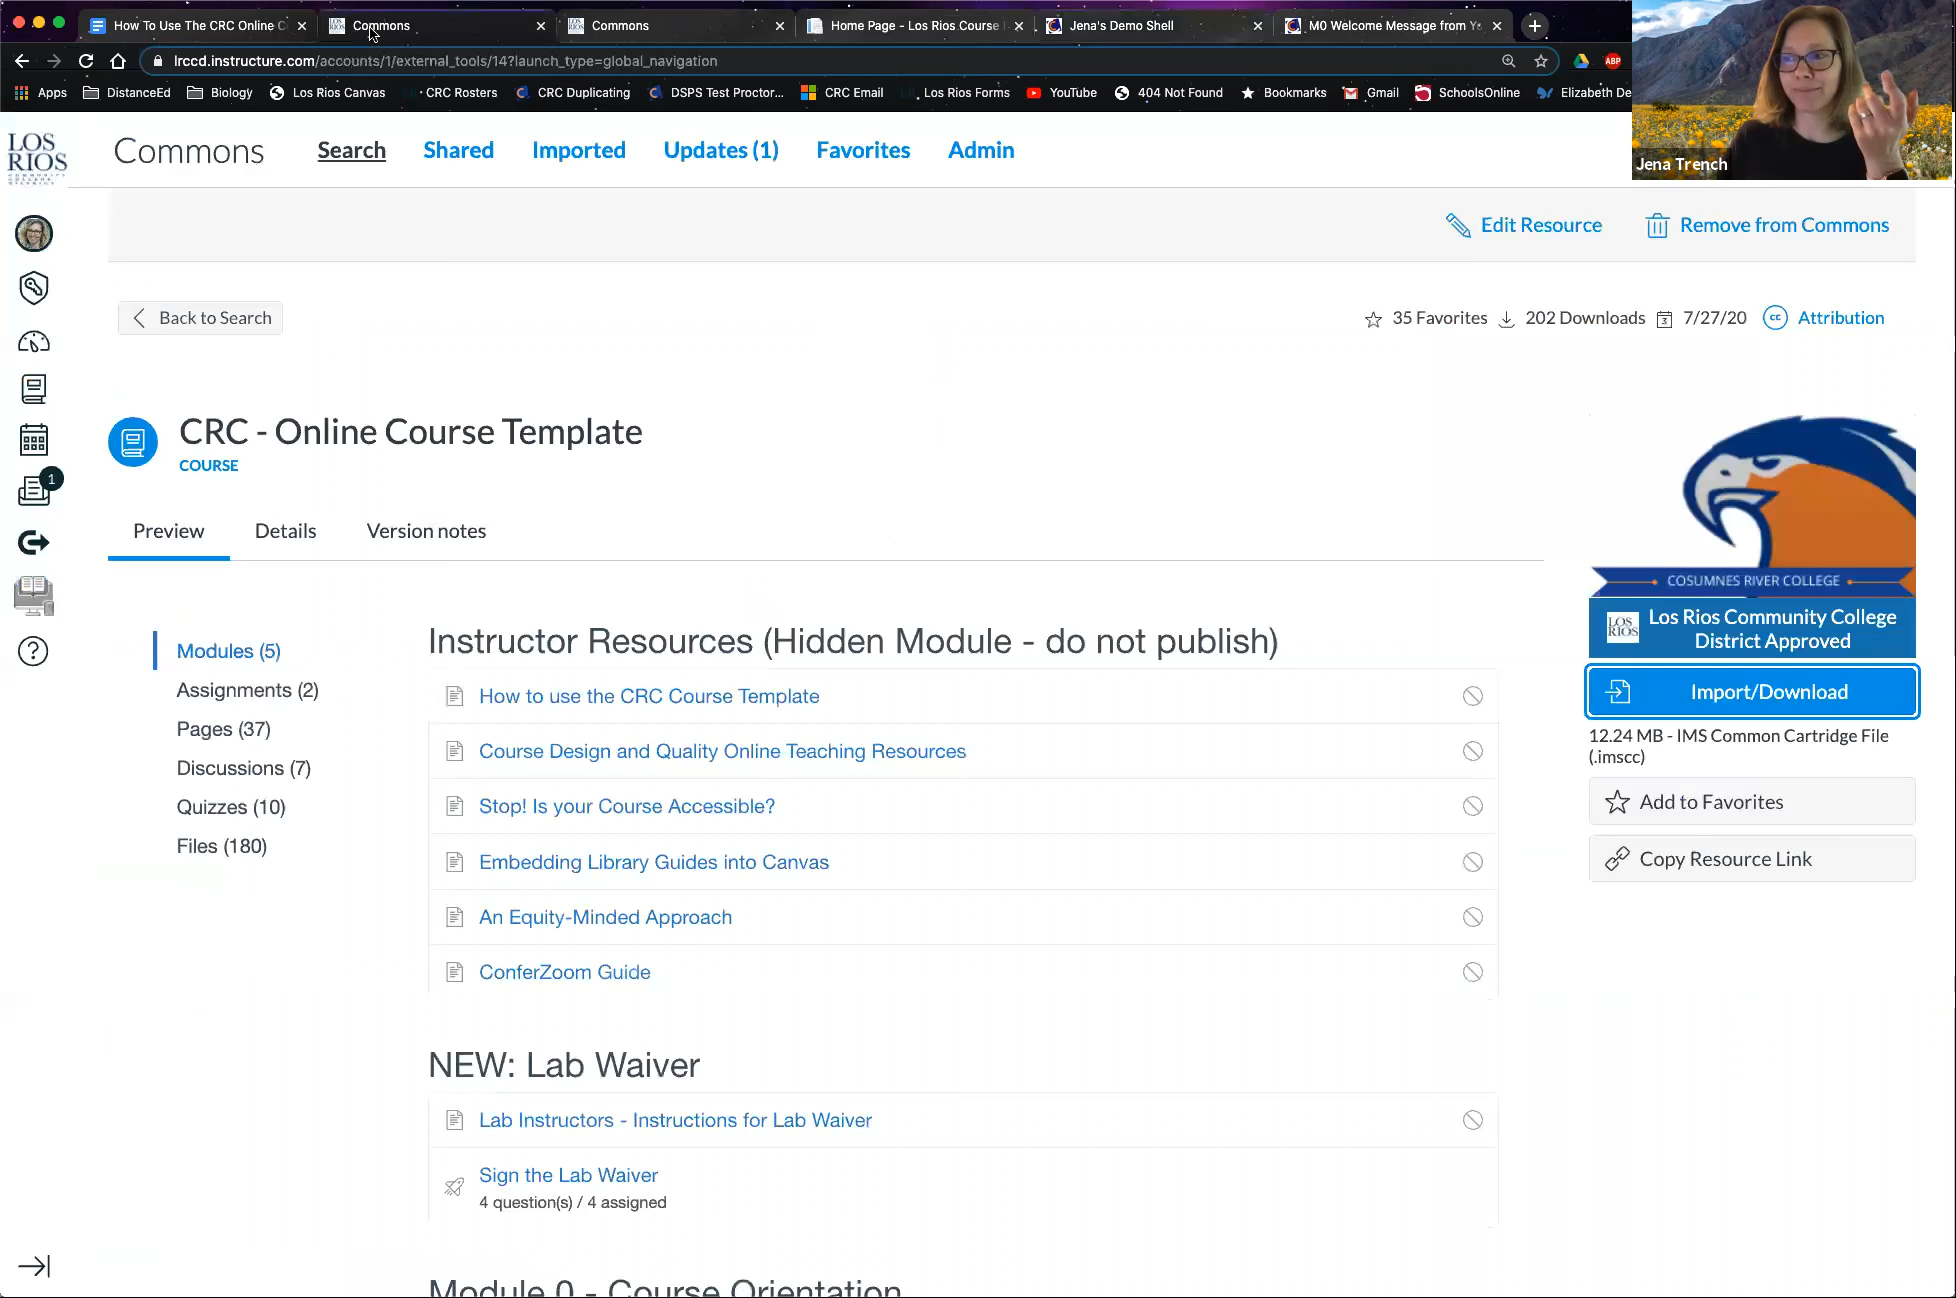 How To Use The CRC Online C
Commons
Commons
Home Page - Los Rios Course
Jena's Demo Shell
M0 Welcome Message from Y
lrccd.instructure.com/accounts/1/external_tools/14?launch_type=global_navigation
ABP
Apps
DistanceEd
Biology
Los Rios Canvas
CRC Rosters
CRC Duplicating
DSPS Test Proctor...
CRC Email
Los Rios Forms
YouTube
404 Not Found
Bookmarks
Gmail
SchoolsOnline
Elizabeth De
Jena Trench
LOS
RIOS
Commons
Search
Shared
Imported
Updates (1)
Favorites
Admin
Edit Resource
Remove from Commons
Back to Search
35 Favorites
202 Downloads
7/27/20
cc
Attribution
CRC - Online Course Template
COURSE
1
Preview
Details
Version notes
COSUMNES RIVER COLLEGE
LOS
RIOS
Los Rios Community College
District Approved
Import/Download
12.24 MB - IMS Common Cartridge File
(.imscc)
Add to Favorites
Copy Resource Link
Modules (5)
Assignments (2)
Pages (37)
Discussions (7)
Quizzes (10)
Files (180)
Instructor Resources (Hidden Module - do not publish)
How to use the CRC Course Template
Course Design and Quality Online Teaching Resources
Stop! Is your Course Accessible?
Embedding Library Guides into Canvas
An Equity-Minded Approach
ConferZoom Guide
NEW: Lab Waiver
Lab Instructors - Instructions for Lab Waiver
Sign the Lab Waiver
4 question(s) / 4 assigned
Module 0 - Course Orientation